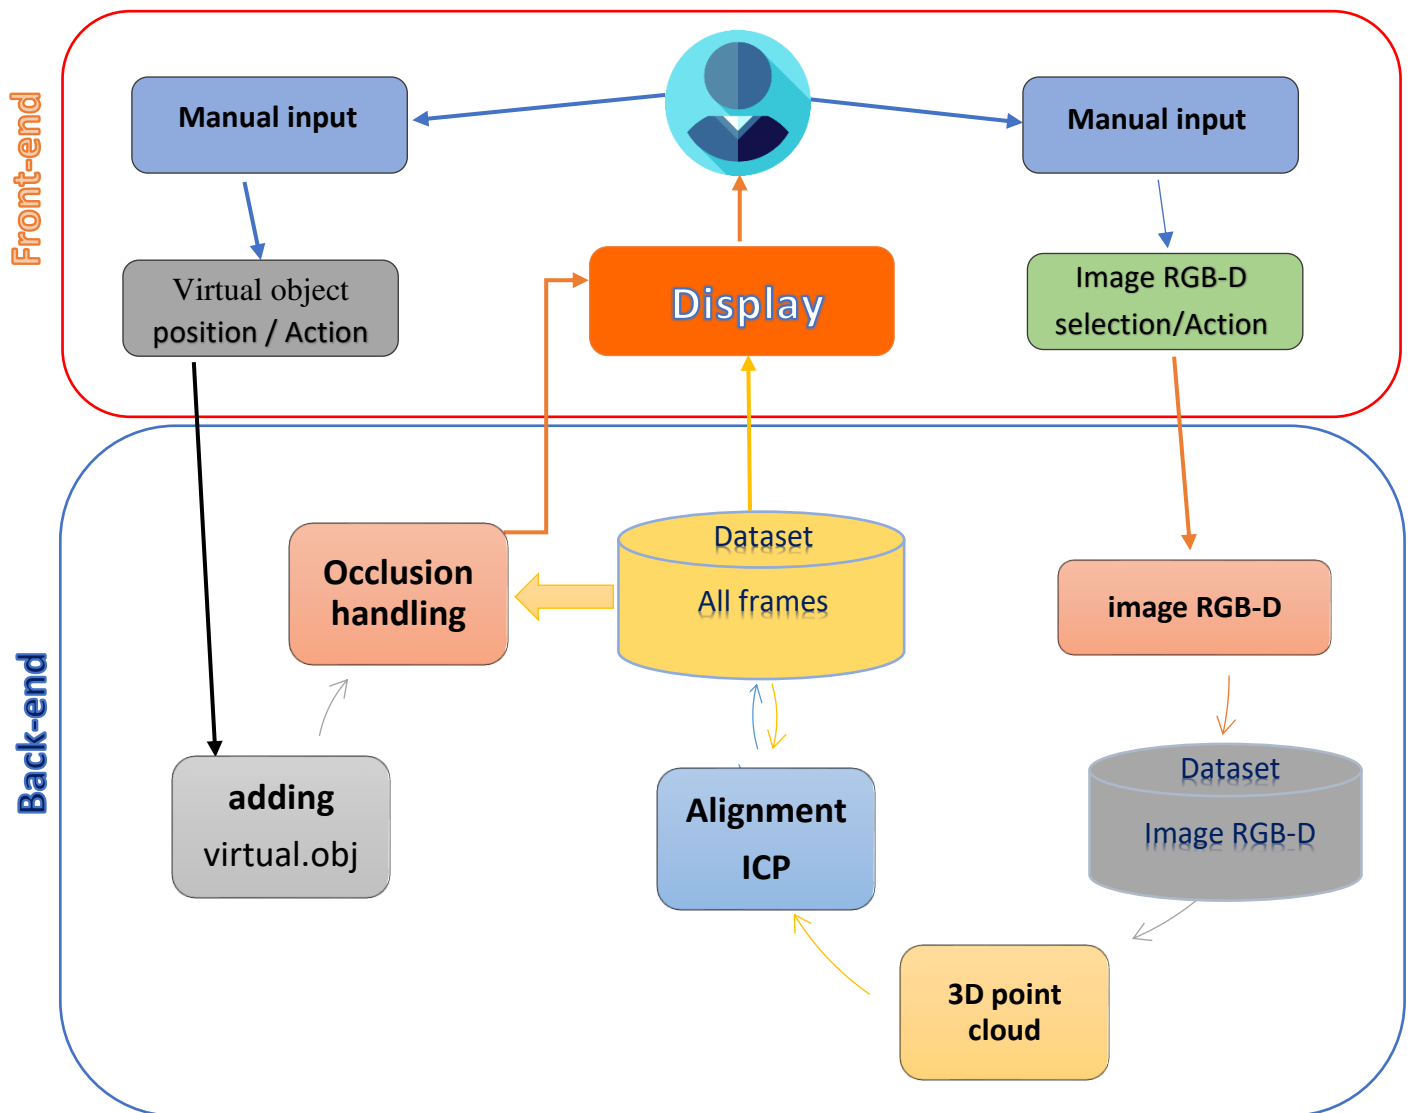 Front-end
Manual input
Manual input
Virtual object
position / Action
Display
Image RGB-D
selection/Action
Back-end
Occlusion
handling
Dataset
All frames
image RGB-D
adding
virtual.obj
Alignment
ICP
Dataset
Image RGB-D
3D point
cloud